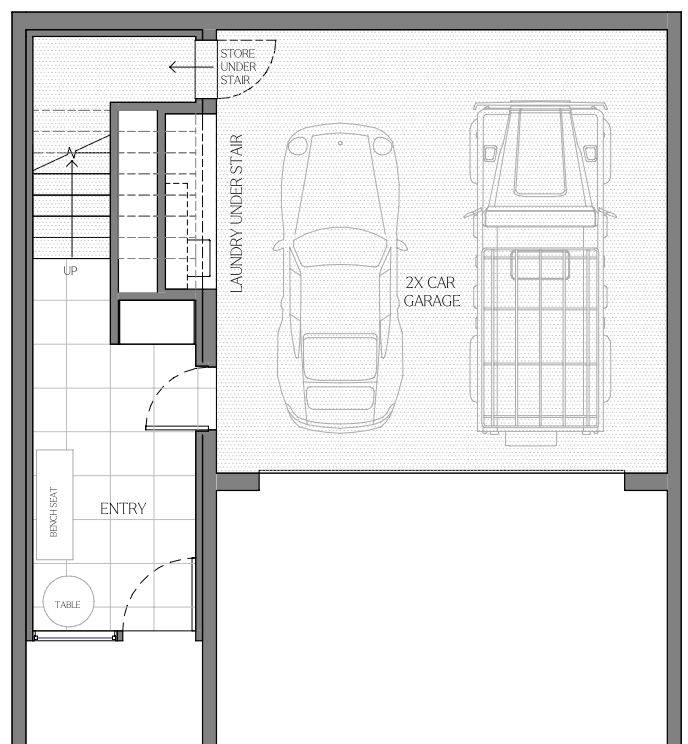 STORE
UNDER
STAIR
LAUNDRY UNDER STAIR
UP
2X CAR
GARAGE
BENCH SEAT
ENTRY
TABLE